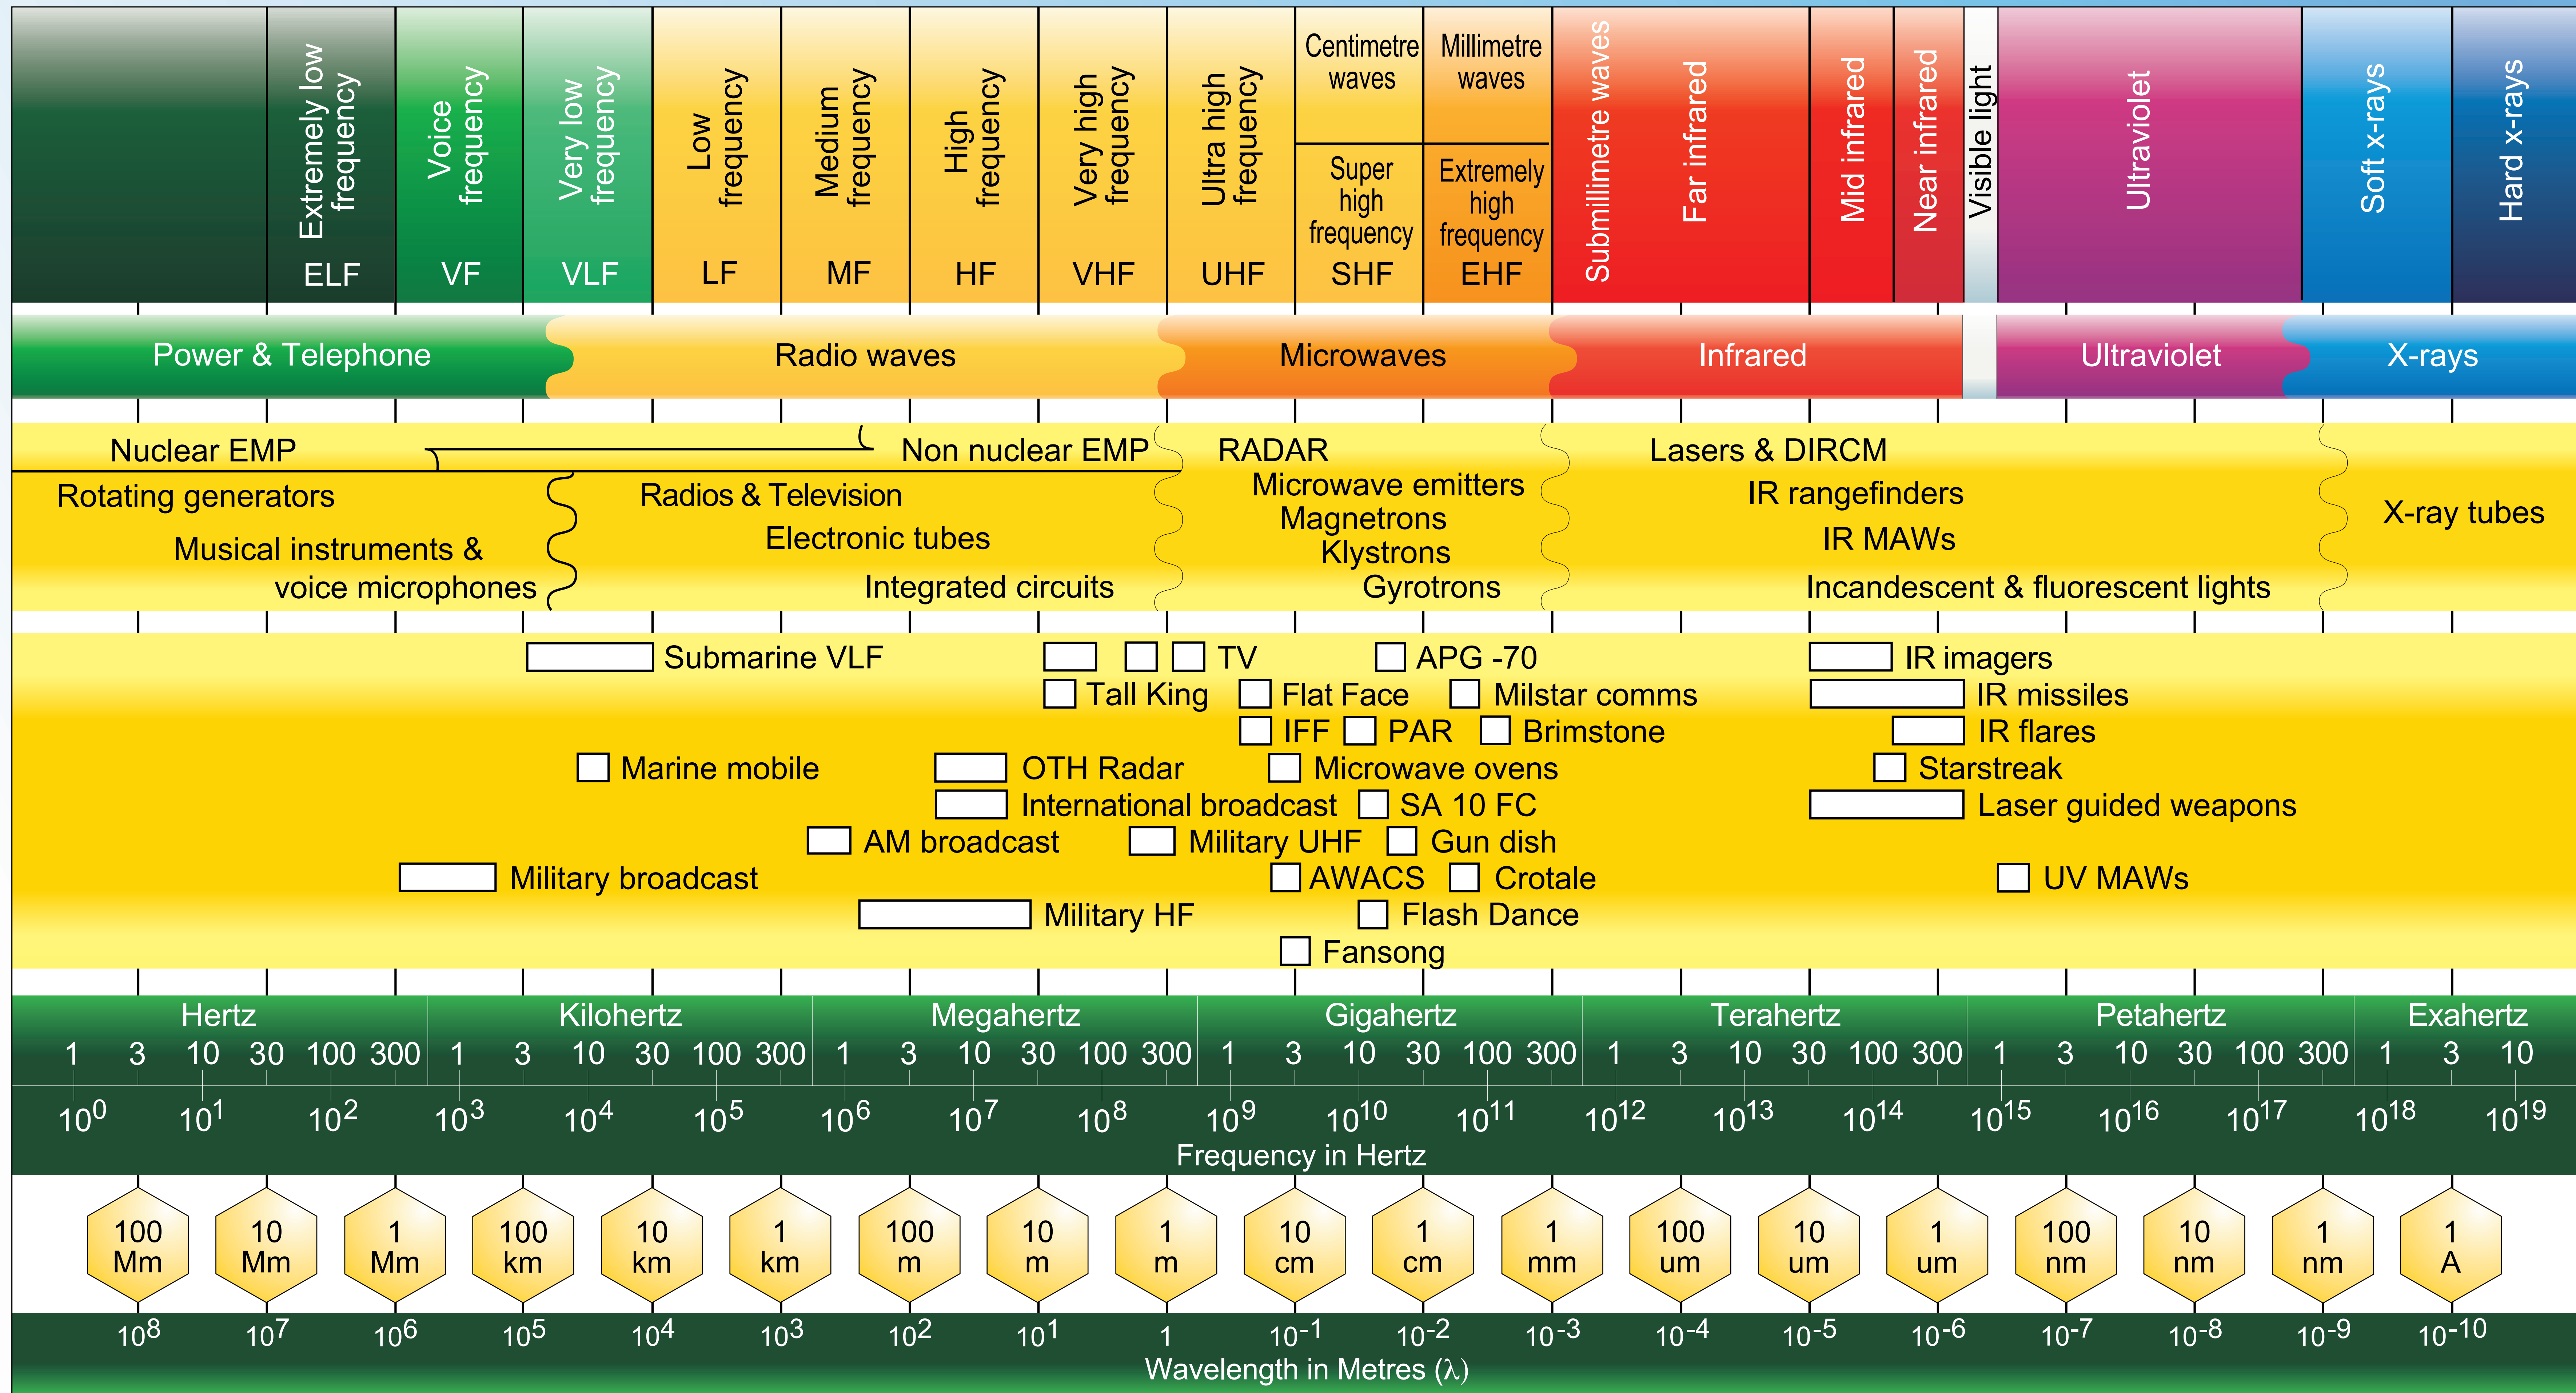 Extremely low
frequency
ELF
Voice
frequency
VF
Very low
frequency
VLF
Low
frequency
LF
Medium
frequency
MF
High
frequency
HF
Very high
frequency
VHF
Ultra high
frequency
UHF
Centimetre
waves
Super
high
frequency
SHF
Millimetre
waves
Extremely
high
frequency
EHF
Submillimetre waves
Far infrared
Mid infrared
Near infrared
Visible light
Ultraviolet
Soft x-rays
Hard x-rays
Power & Telephone
Radio waves
Microwaves
Infrared
Ultraviolet
X-rays
Nuclear EMP
Non nuclear EMP
Rotating generators
Musical instruments &
voice microphones
Radios & Television
Electronic tubes
Integrated circuits
RADAR
Microwave emitters
Magnetrons
Klystrons
Gyrotrons
Lasers & DIRCM
IR rangefinders
IR MAWs
Incandescent & fluorescent lights
X-ray tubes
Submarine VLF
TV
APG -70
IR imagers
Tall King
Flat Face
Milstar comms
IR missiles
IFF
PAR
Brimstone
IR flares
Marine mobile
OTH Radar
Microwave ovens
Starstreak
International broadcast
SA 10 FC
Laser guided weapons
AM broadcast
Military UHF
Gun dish
Military broadcast
AWACS
Crotale
UV MAWs
Military HF
Flash Dance
Fansong
Hertz Kilohertz Megahertz Gigahertz Terahertz Petahertz Exahertz
1 3 10 30 100 300 1 3 10 30 100 300 1 3 10 30 100 300 1 3 10 30 100 300 1 3 10 30 100 300 1 3 10 30 100 300 1 3 10
10⁰ 10¹ 10² 10³ 10⁴ 10⁵ 10⁶ 10⁷ 10⁸ 10⁹ 10¹⁰ 10¹¹ 10¹² 10¹³ 10¹⁴ 10¹⁵ 10¹⁶ 10¹⁷ 10¹⁸ 10¹⁹
Frequency in Hertz
100
Mm
10
Mm
1
Mm
100
km
10
km
1
km
100
m
10
m
1
m
10
cm
1
cm
1
mm
100
um
10
um
1
um
100
nm
10
nm
1
nm
1
A
10⁸ 10⁷ 10⁶ 10⁵ 10⁴ 10³ 10² 10¹ 1 10⁻¹ 10⁻² 10⁻³ 10⁻⁴ 10⁻⁵ 10⁻⁶ 10⁻⁷ 10⁻⁸ 10⁻⁹ 10⁻¹⁰
Wavelength in Metres (λ)